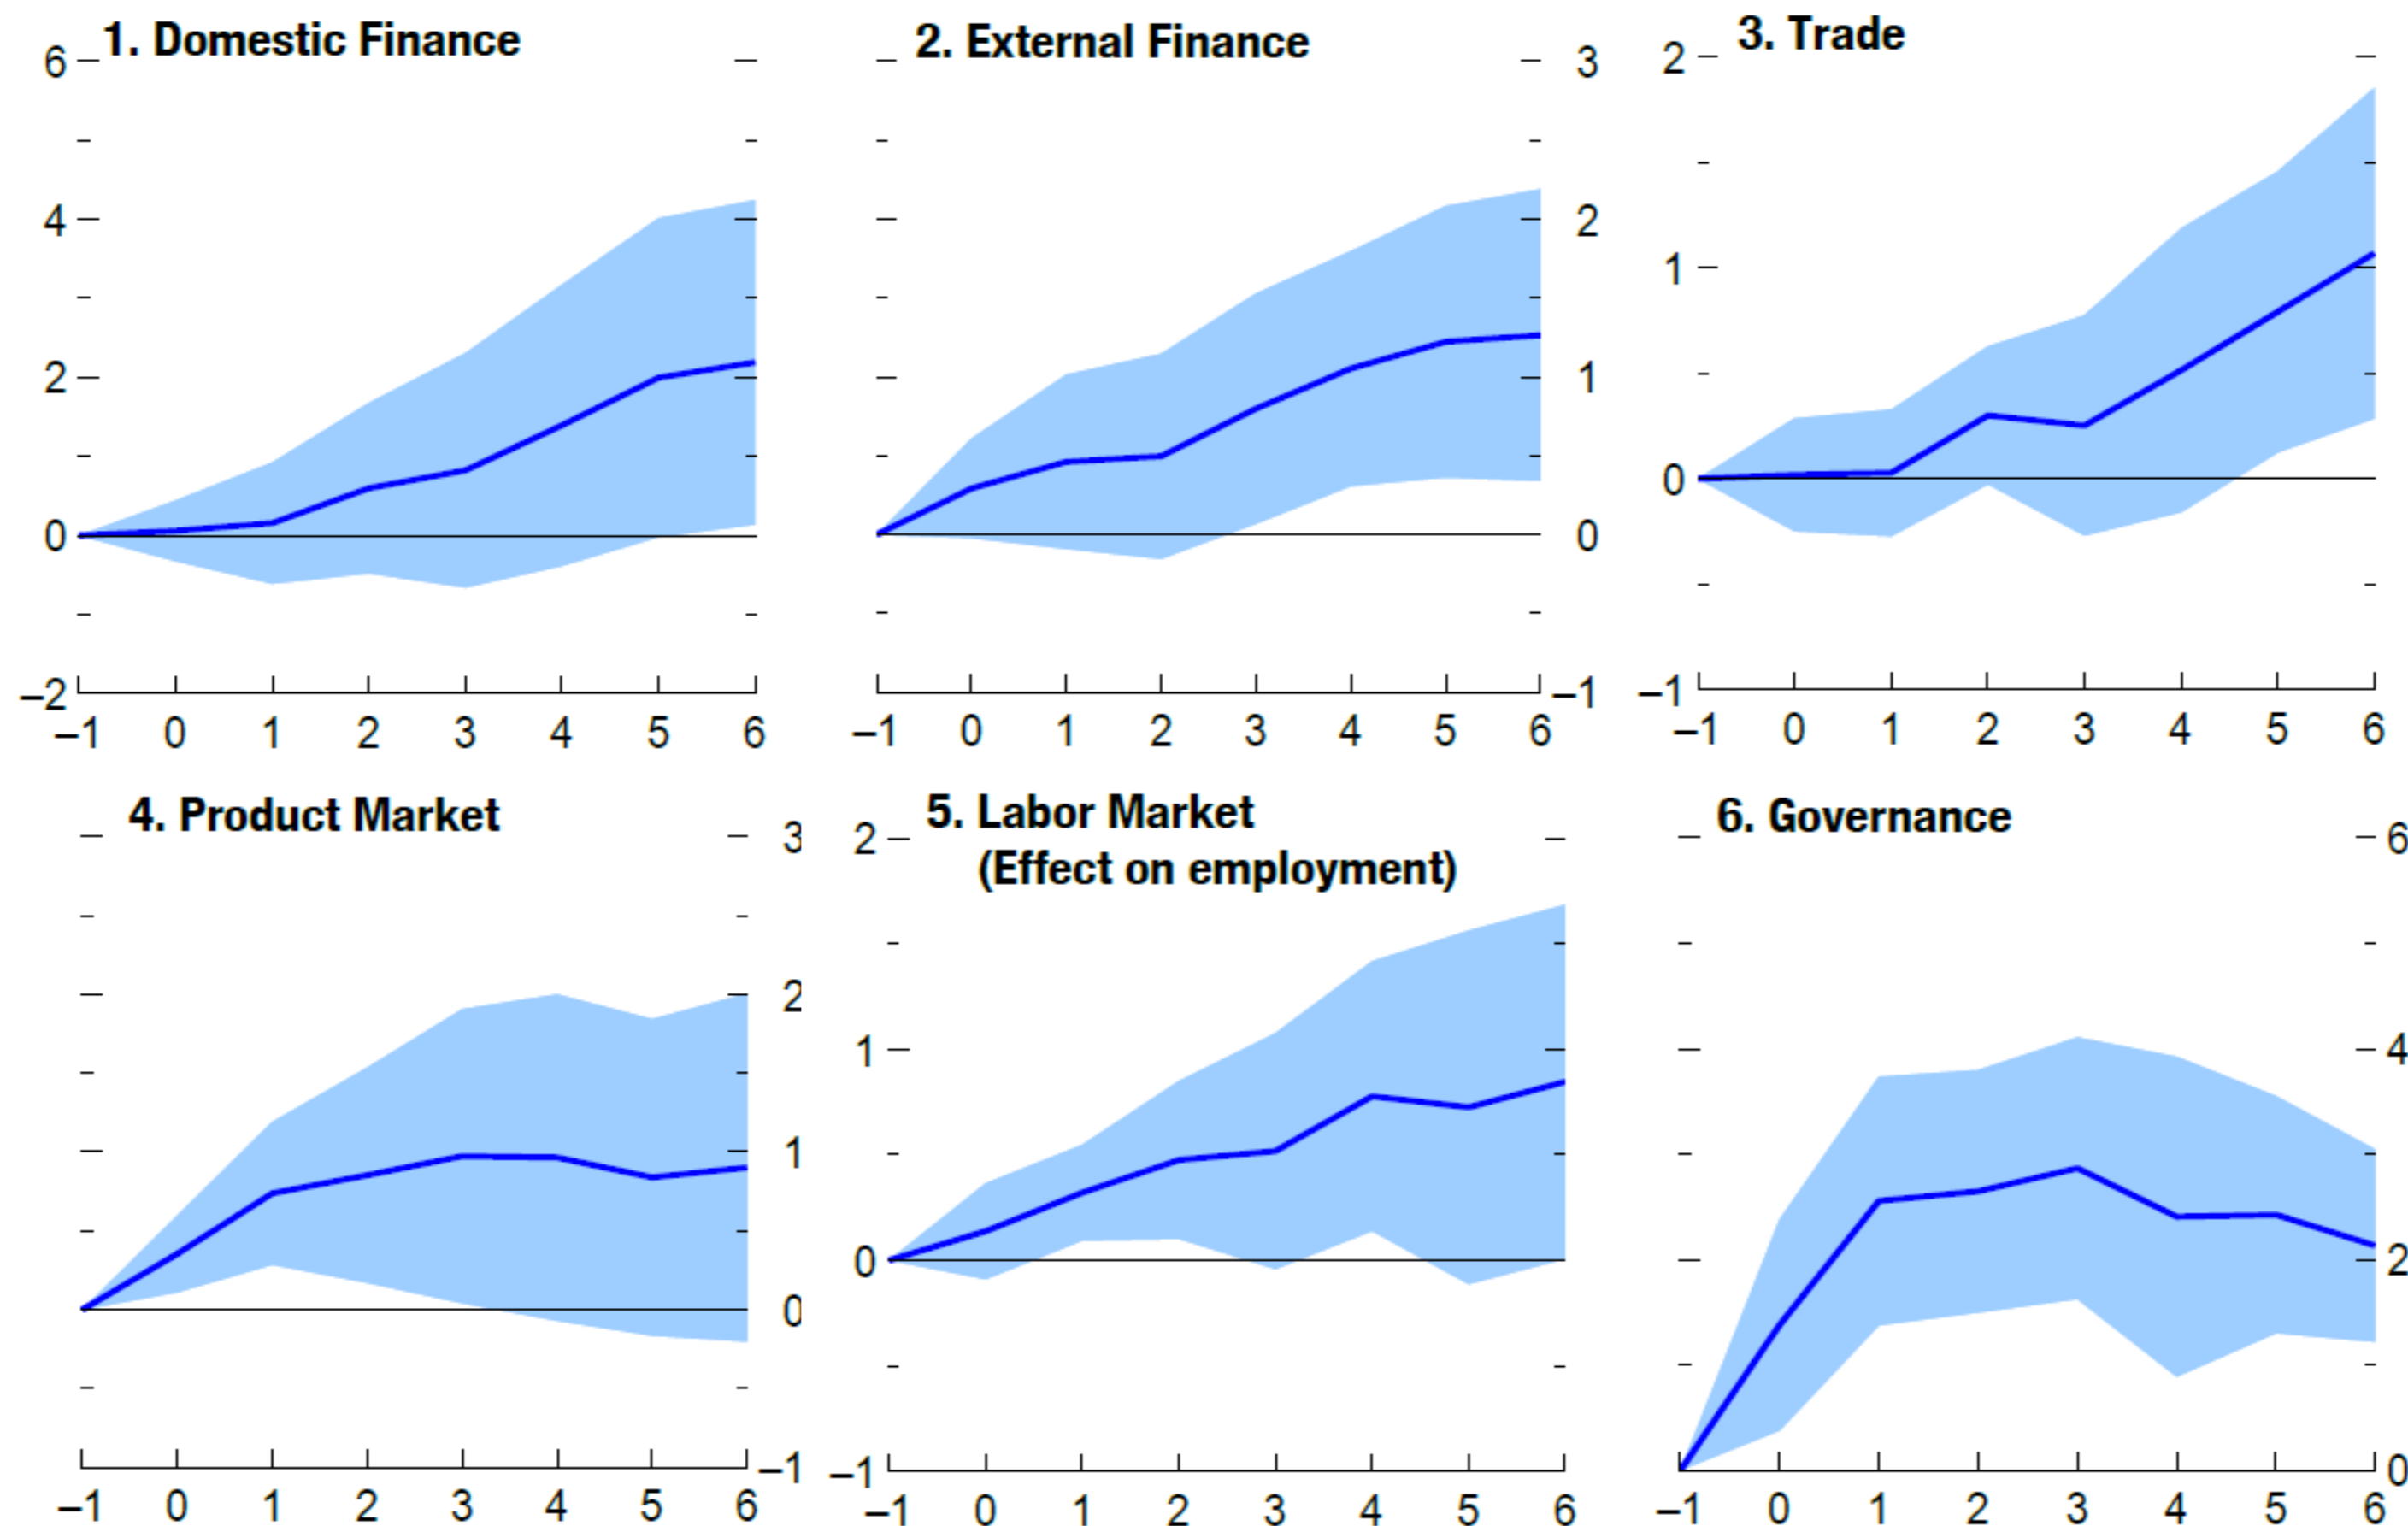 1. Domestic Finance
6
4
2
0
–2
–1 0 1 2 3 4 5 6
2. External Finance
3
2
1
0
–1
–1 0 1 2 3 4 5 6
3. Trade
2
1
0
–1
–1 0 1 2 3 4 5 6
4. Product Market
3
2
1
0
–1
–1 0 1 2 3 4 5 6
5. Labor Market
(Effect on employment)
2
1
0
–1
–1 0 1 2 3 4 5 6
6. Governance
6
4
2
0
–1 0 1 2 3 4 5 6